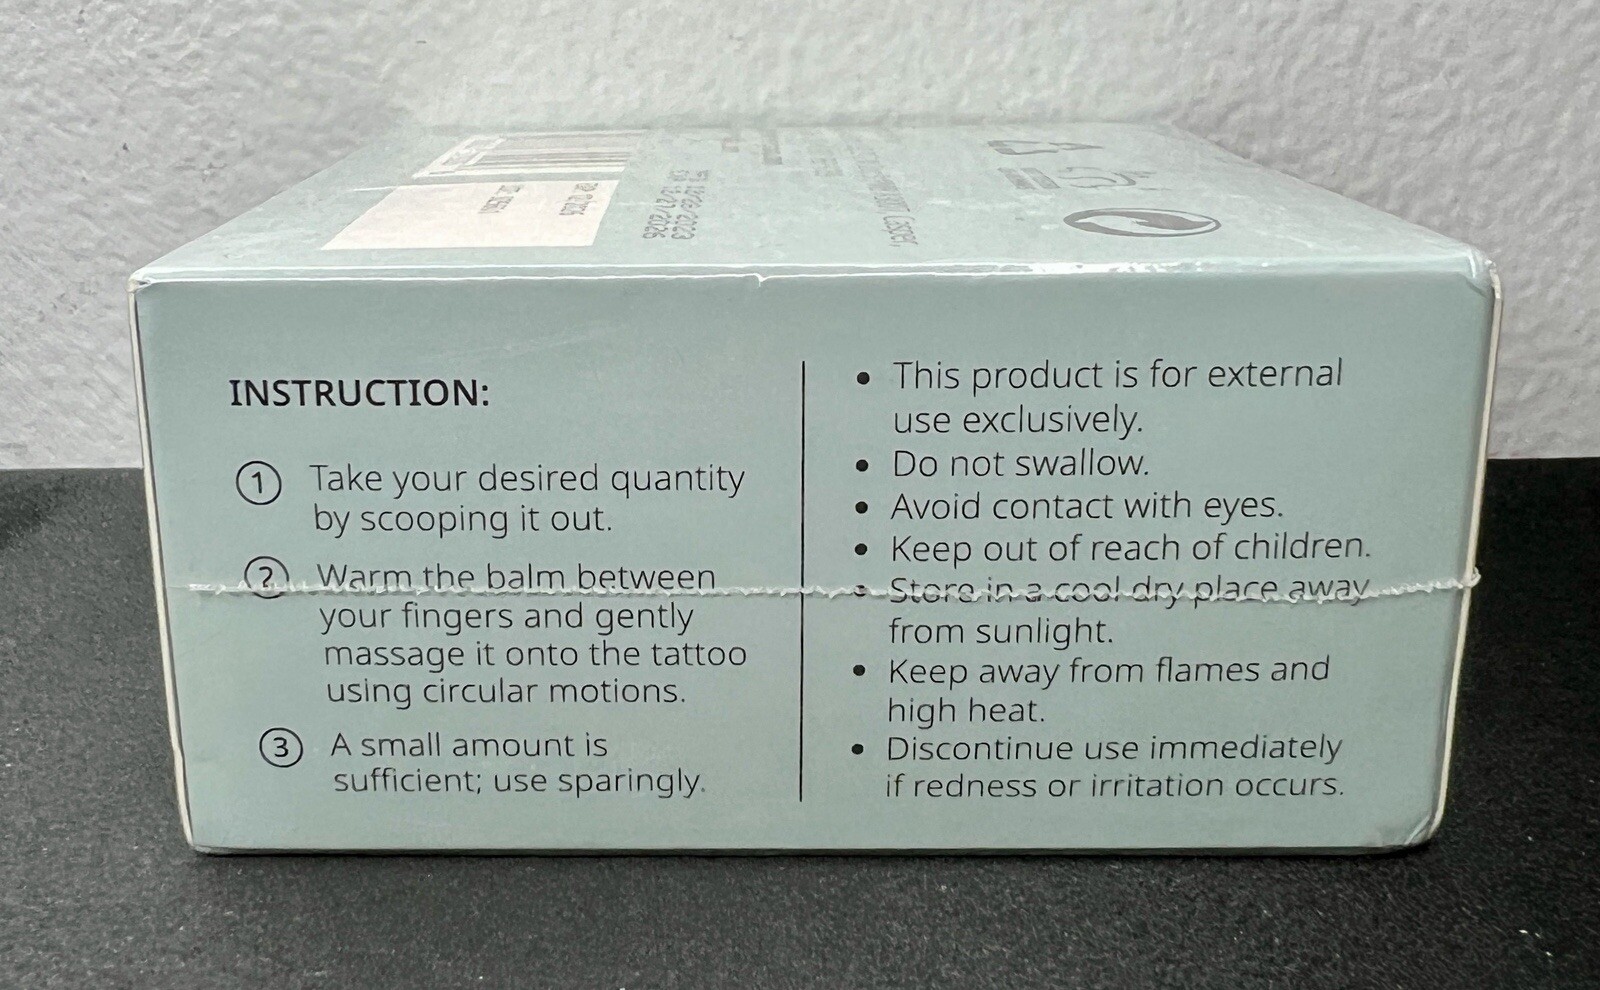 INSTRUCTION:
1 Take your desired quantity
by scooping it out.
2 Warm the balm between
your fingers and gently
massage it onto the tattoo
using circular motions.
3 A small amount is
sufficient; use sparingly.
• This product is for external
use exclusively.
• Do not swallow.
• Avoid contact with eyes.
• Keep out of reach of children.
• Store in a cool dry place away
from sunlight.
• Keep away from flames and
high heat.
• Discontinue use immediately
if redness or irritation occurs.